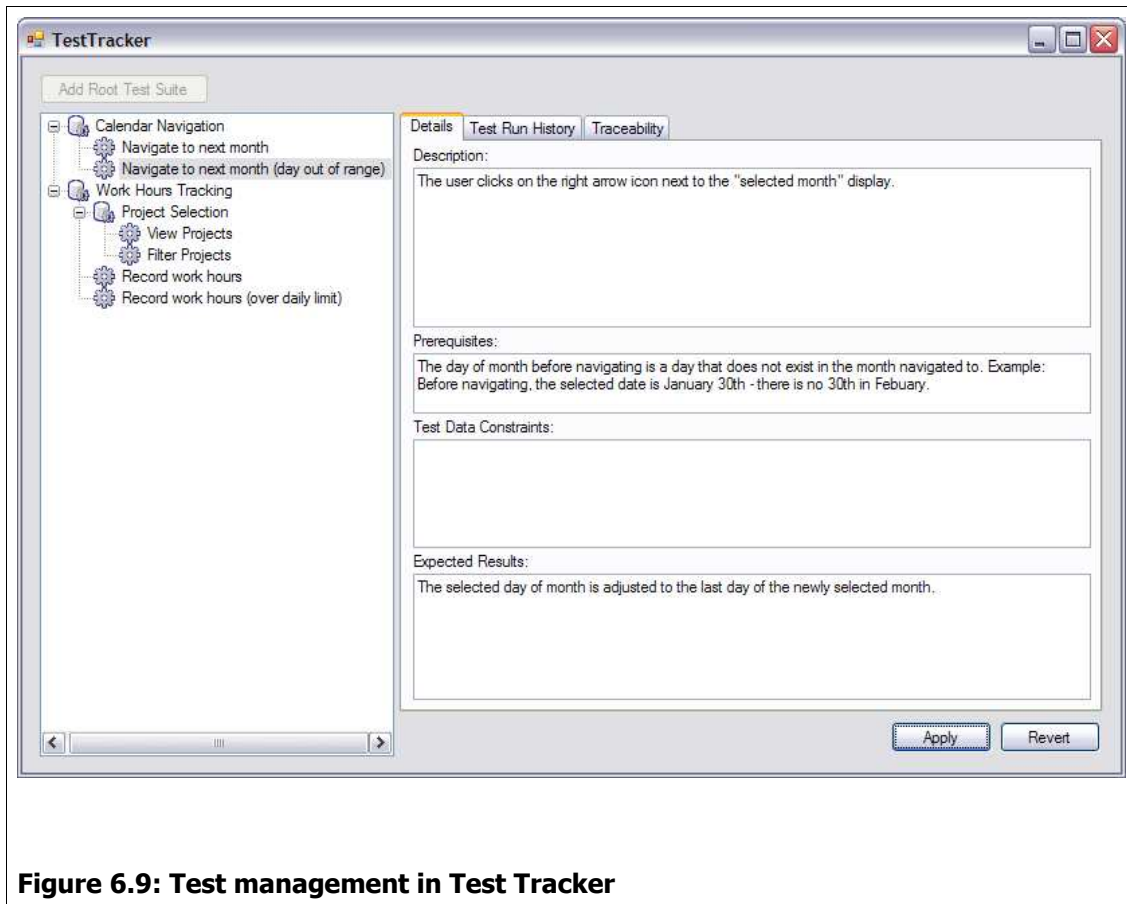 TestTracker
Add Root Test Suite
Calendar Navigation
Navigate to next month
Navigate to next month (day out of range)
Work Hours Tracking
Project Selection
View Projects
Filter Projects
Record work hours
Record work hours (over daily limit)
Details
Test Run History
Traceability
Description:
The user clicks on the right arrow icon next to the "selected month" display.
Prerequisites:
The day of month before navigating is a day that does not exist in the month navigated to. Example:
Before navigating, the selected date is January 30th - there is no 30th in Febuary.
Test Data Constraints:
Expected Results:
The selected day of month is adjusted to the last day of the newly selected month.
Apply
Revert
Figure 6.9: Test management in Test Tracker